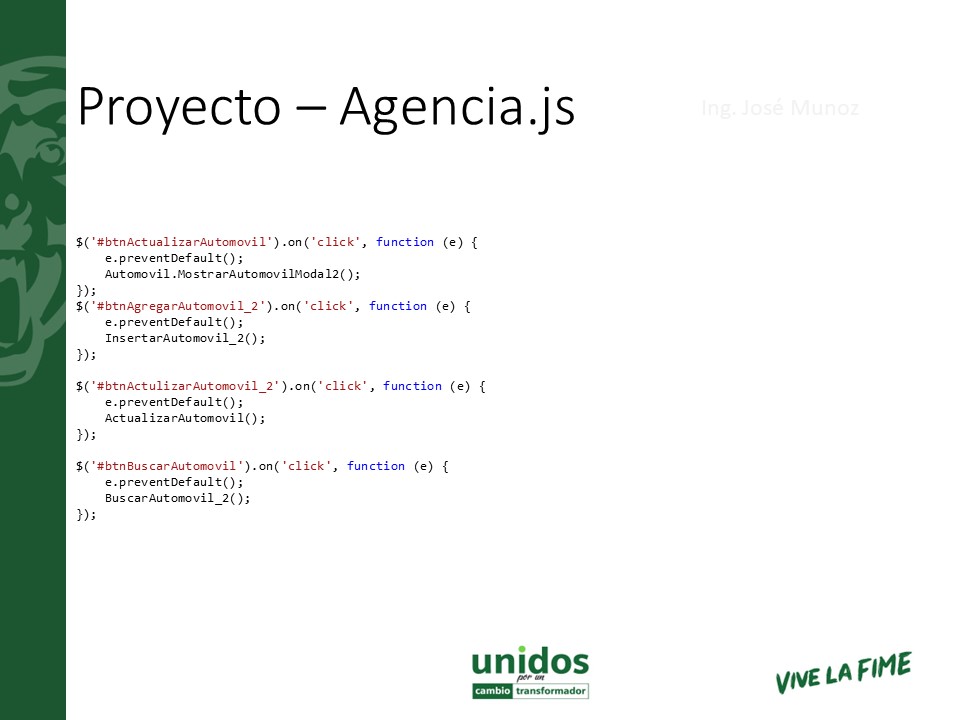 Proyecto – Agencia.js
Ing. José Munoz
$('#btnActualizarAutomovil').on('click', function (e) {
    e.preventDefault();
    Automovil.MostrarAutomovilModal2();
});
$('#btnAgregarAutomovil_2').on('click', function (e) {
    e.preventDefault();
    InsertarAutomovil_2();
});
$('#btnActulizarAutomovil_2').on('click', function (e) {
    e.preventDefault();
    ActualizarAutomovil();
});
$('#btnBuscarAutomovil').on('click', function (e) {
    e.preventDefault();
    BuscarAutomovil_2();
});
unidos
por un
cambio transformador
VIVE LA FIME